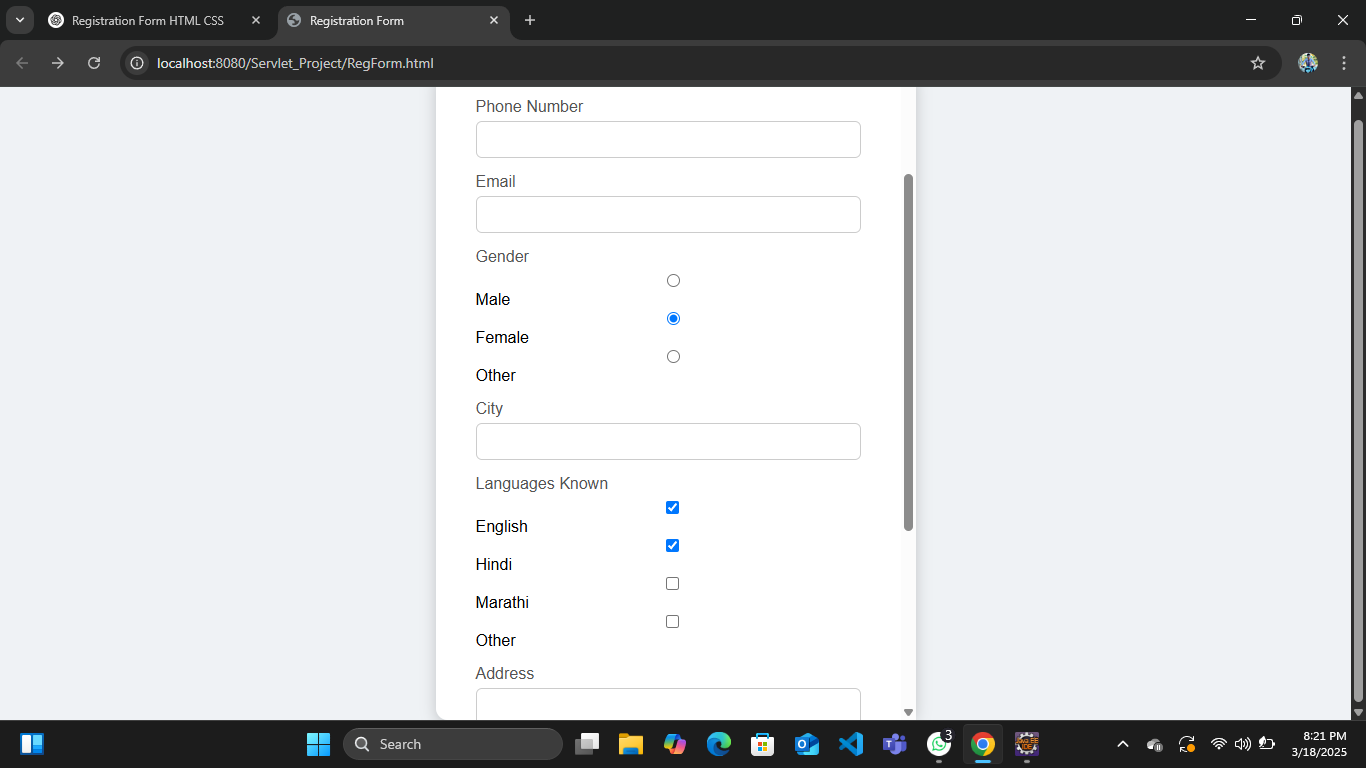 Registration Form HTML CSS
Registration Form
localhost:8080/Servlet_Project/RegForm.html
Phone Number
Email
Gender
Male
Female
Other
City
Languages Known
English
Hindi
Marathi
Other
Address
Search
3
8:21 PM
3/18/2025